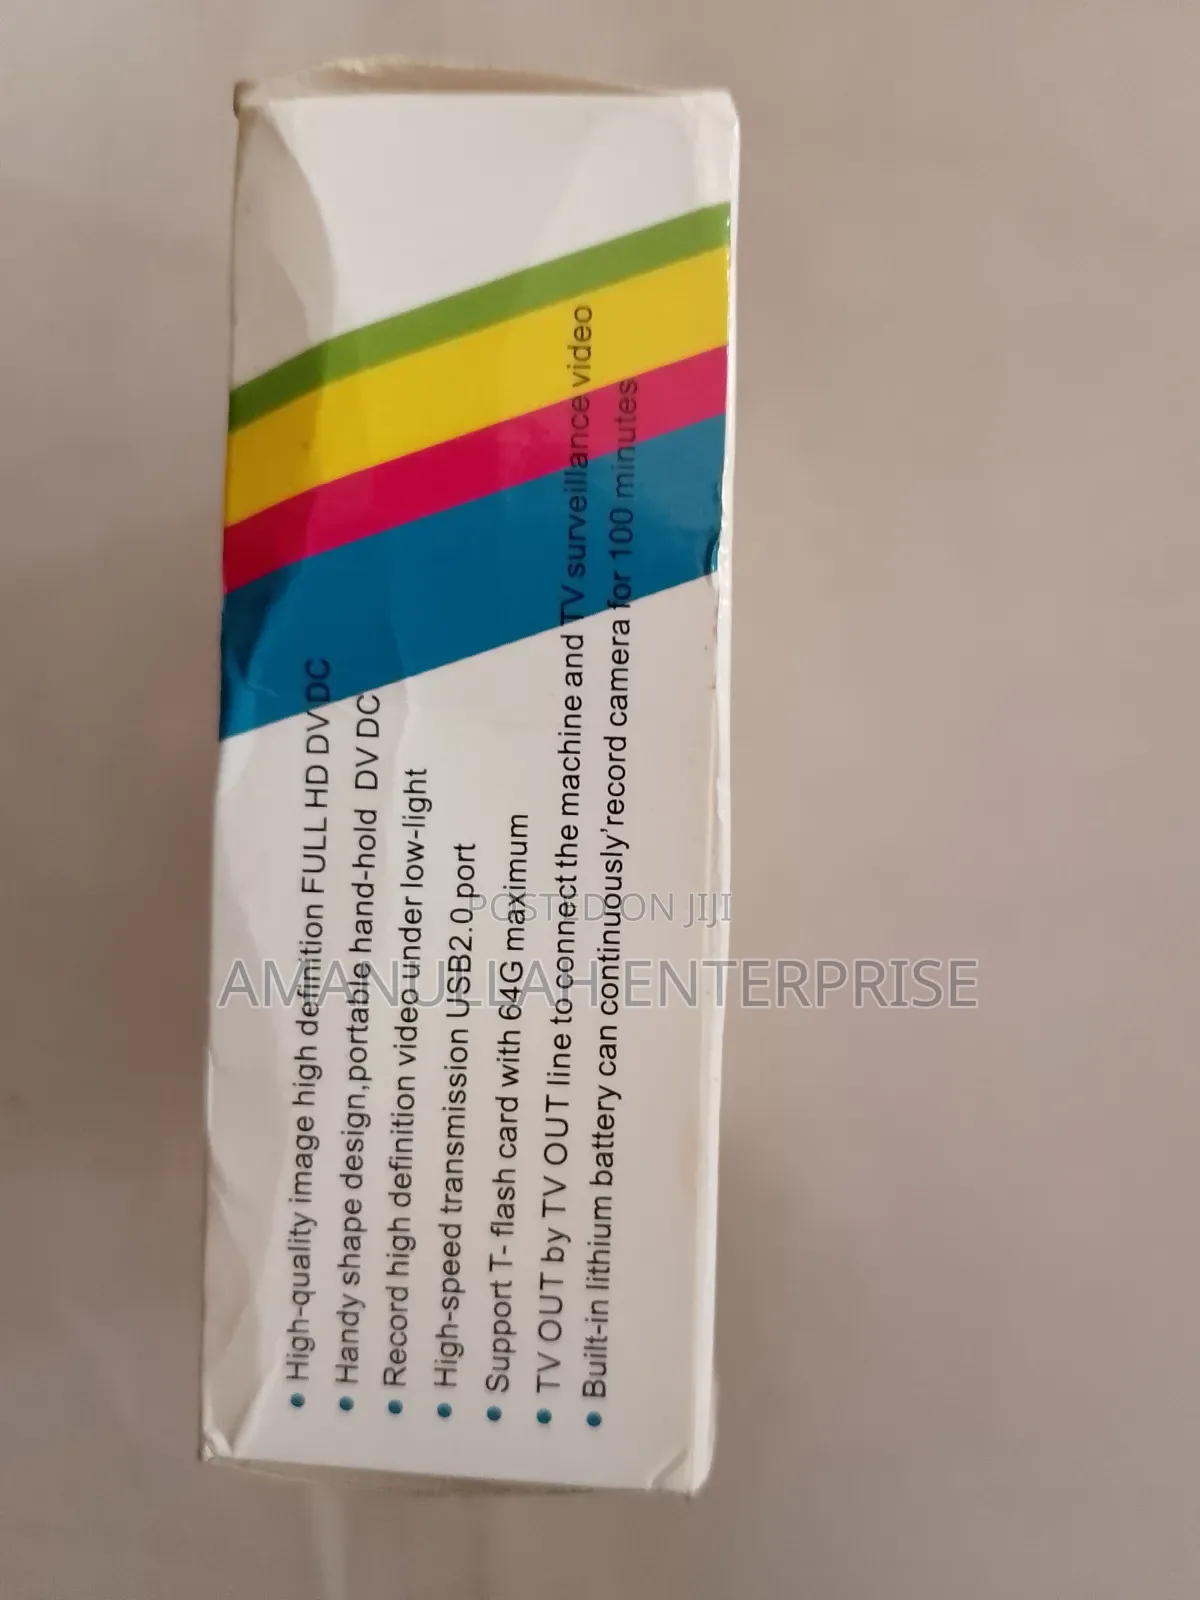 • High-quality image high definition FULL HD DV DC
• Handy shape design,portable hand-hold DV DC
• Record high definition video under low-light
• High-speed transmission USB2.0 port
• Support T- flash card with 64G maximum
• TV OUT by TV OUT line to connect the machine and TV surveillance video
• Built-in lithium battery can continuously'record camera for 100 minutes
POSTED ON JIJI
AMANULLAH ENTERPRISE